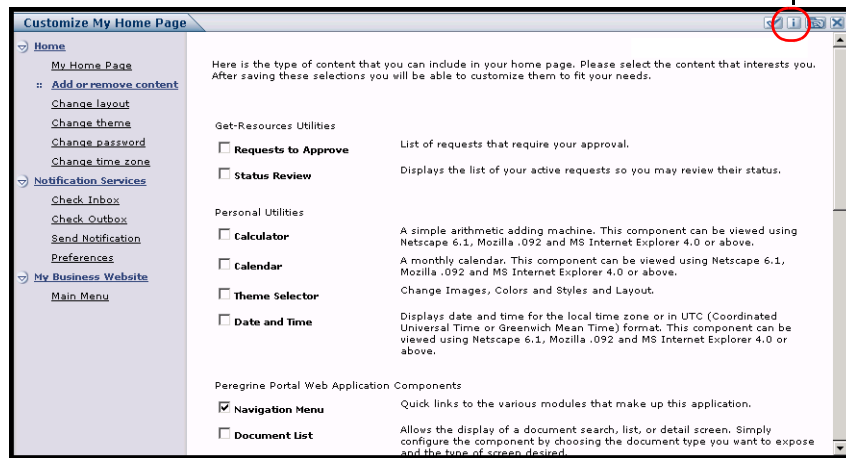 Customize My Home Page
i
Home
My Home Page
:: Add or remove content
Change layout
Change theme
Change password
Change time zone
Notification Services
Check Inbox
Check Outbox
Send Notification
Preferences
My Business Website
Main Menu
Here is the type of content that you can include in your home page. Please select the content that interests you.
After saving these selections you will be able to customize them to fit your needs.
Get-Resources Utilities
Requests to Approve
List of requests that require your approval.
Status Review
Displays the list of your active requests so you may review their status.
Personal Utilities
Calculator
A simple arithmetic adding machine. This component can be viewed using
Netscape 6.1, Mozilla .092 and MS Internet Explorer 4.0 or above.
Calendar
A monthly calendar. This component can be viewed using Netscape 6.1,
Mozilla .092 and MS Internet Explorer 4.0 or above.
Theme Selector
Change Images, Colors and Styles and Layout.
Date and Time
Displays date and time for the local time zone or in UTC (Coordinated
Universal Time or Greenwich Mean Time) format. This component can be
viewed using Netscape 6.1, Mozilla .092 and MS Internet Explorer 4.0 or
above.
Peregrine Portal Web Application Components
Navigation Menu
Quick links to the various modules that make up this application.
Document List
Allows the display of a document search, list, or detail screen. Simply
configure the component by choosing the document type you want to expose
and the type of screen desired.